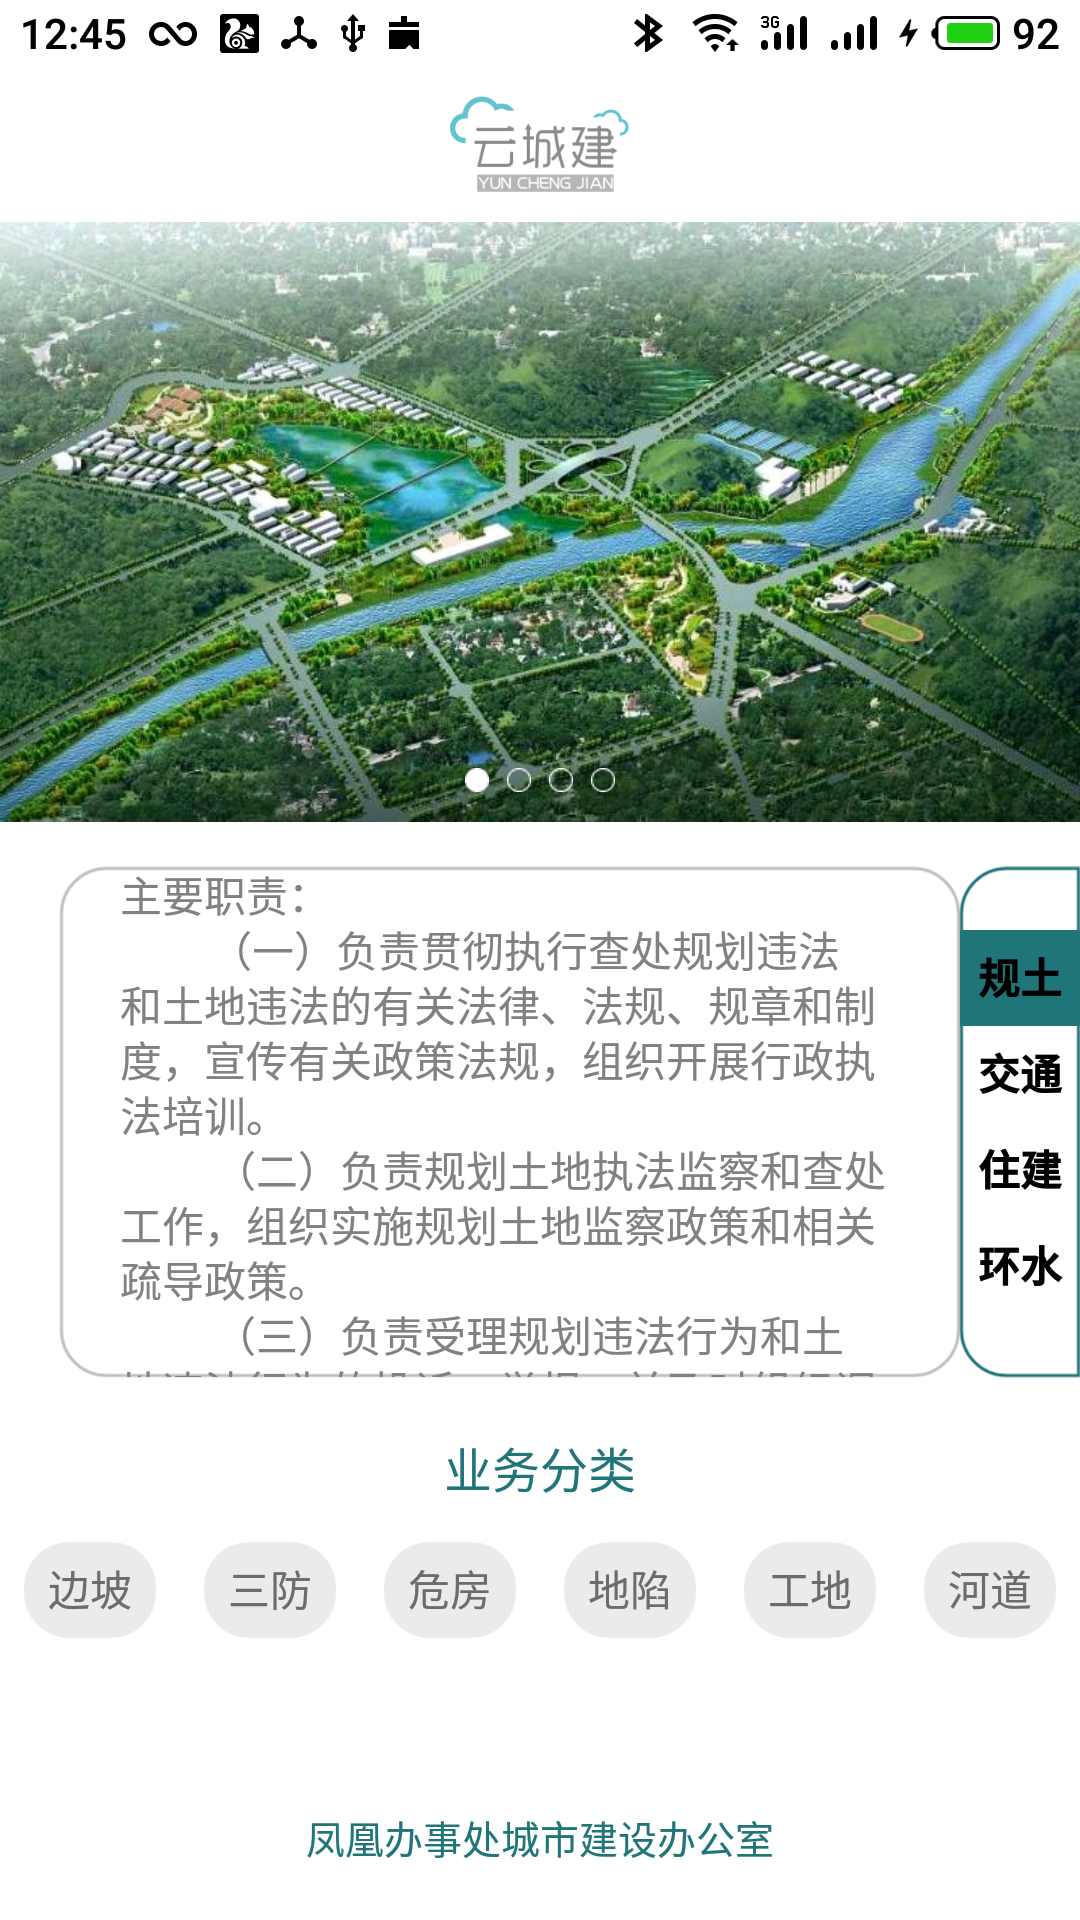 12:45
3G
92
云城建
YUN CHENG JIAN
主要职责：
（一）负责贯彻执行查处规划违法
和土地违法的有关法律、法规、规章和制
度，宣传有关政策法规，组织开展行政执
法培训。
（二）负责规划土地执法监察和查处
工作，组织实施规划土地监察政策和相关
疏导政策。
（三）负责受理规划违法行为和土
规土
交通
住建
环水
业务分类
边坡
三防
危房
地陷
工地
河道
凤凰办事处城市建设办公室